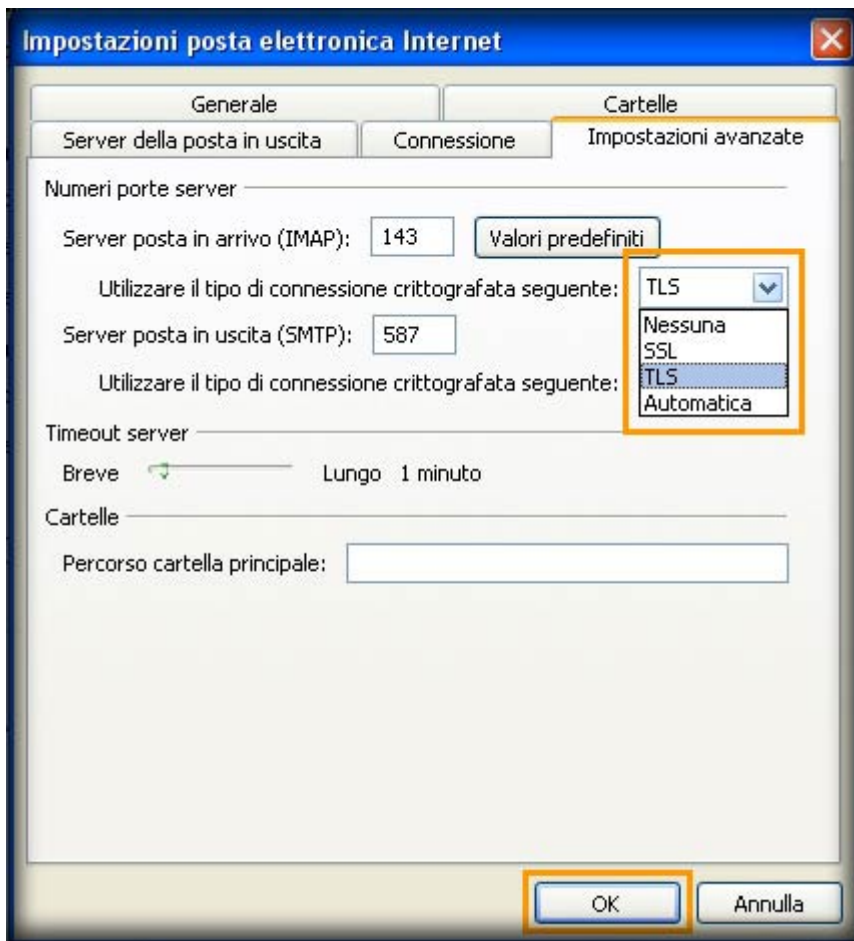 Impostazioni posta elettronica Internet
Generale Cartelle
Server della posta in uscita Connessione Impostazioni avanzate
Numeri porte server
Server posta in arrivo (IMAP): 143 Valori predefiniti
Utilizzare il tipo di connessione crittografata seguente: TLS
Nessuna
Server posta in uscita (SMTP): 587
SSL
Utilizzare il tipo di connessione crittografata seguente: TLS
Automatica
Timeout server
Breve Lungo 1 minuto
Cartelle
Percorso cartella principale:
OK Annulla